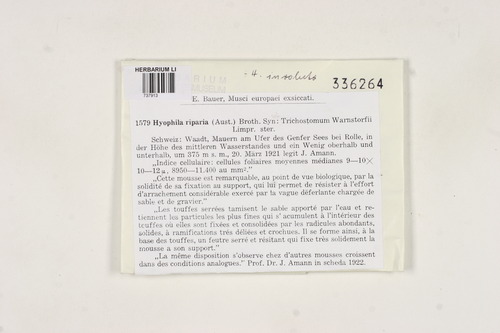 HERBARIUM LI
737913
H. involuta
336264
E. Bauer, Musci europaei exsiccati.
1579 Hyophila riparia (Aust.) Broth. Syn: Trichostomum Warnstorfii
Limpr. ster.
Schweiz: Waadt, Mauern am Ufer des Genfer Sees bei Rolle, in
der Höhe des mittleren Wasserstandes und ein Wenig oberhalb und
unterhalb, um 375 m s. m., 20. März 1921 legit J. Amann.
„Indice cellulaire: cellules foliaires moyennes médianes 9—10×
10—12 μ, 8950—11.400 au mm²."
„Cette mousse est remarquable, au point de vue biologique, par la
solidité de sa fixation au support, qui lui permet de résister à l'effort
d'arrachement considérable exercé par la vague déferlante chargée de
sable et de gravier."
„Les touffes serrées tamisent le sable apporté par l'eau et re-
tiennent les particules les plus fines qui s'acumulent à l'intérieur des
touffes où elles sont fixées et consolidées par les radicules abondants,
solides, à ramifications très déliées et crochues. Il se forme ainsi, à la
base des touffes, un feutre serré et résitant qui fixe très solidement la
mousse a son support."
„La même disposition s'observe chez d'autres mousses croissent
dans des conditions analogues." Prof. Dr. J. Amann in scheda 1922.